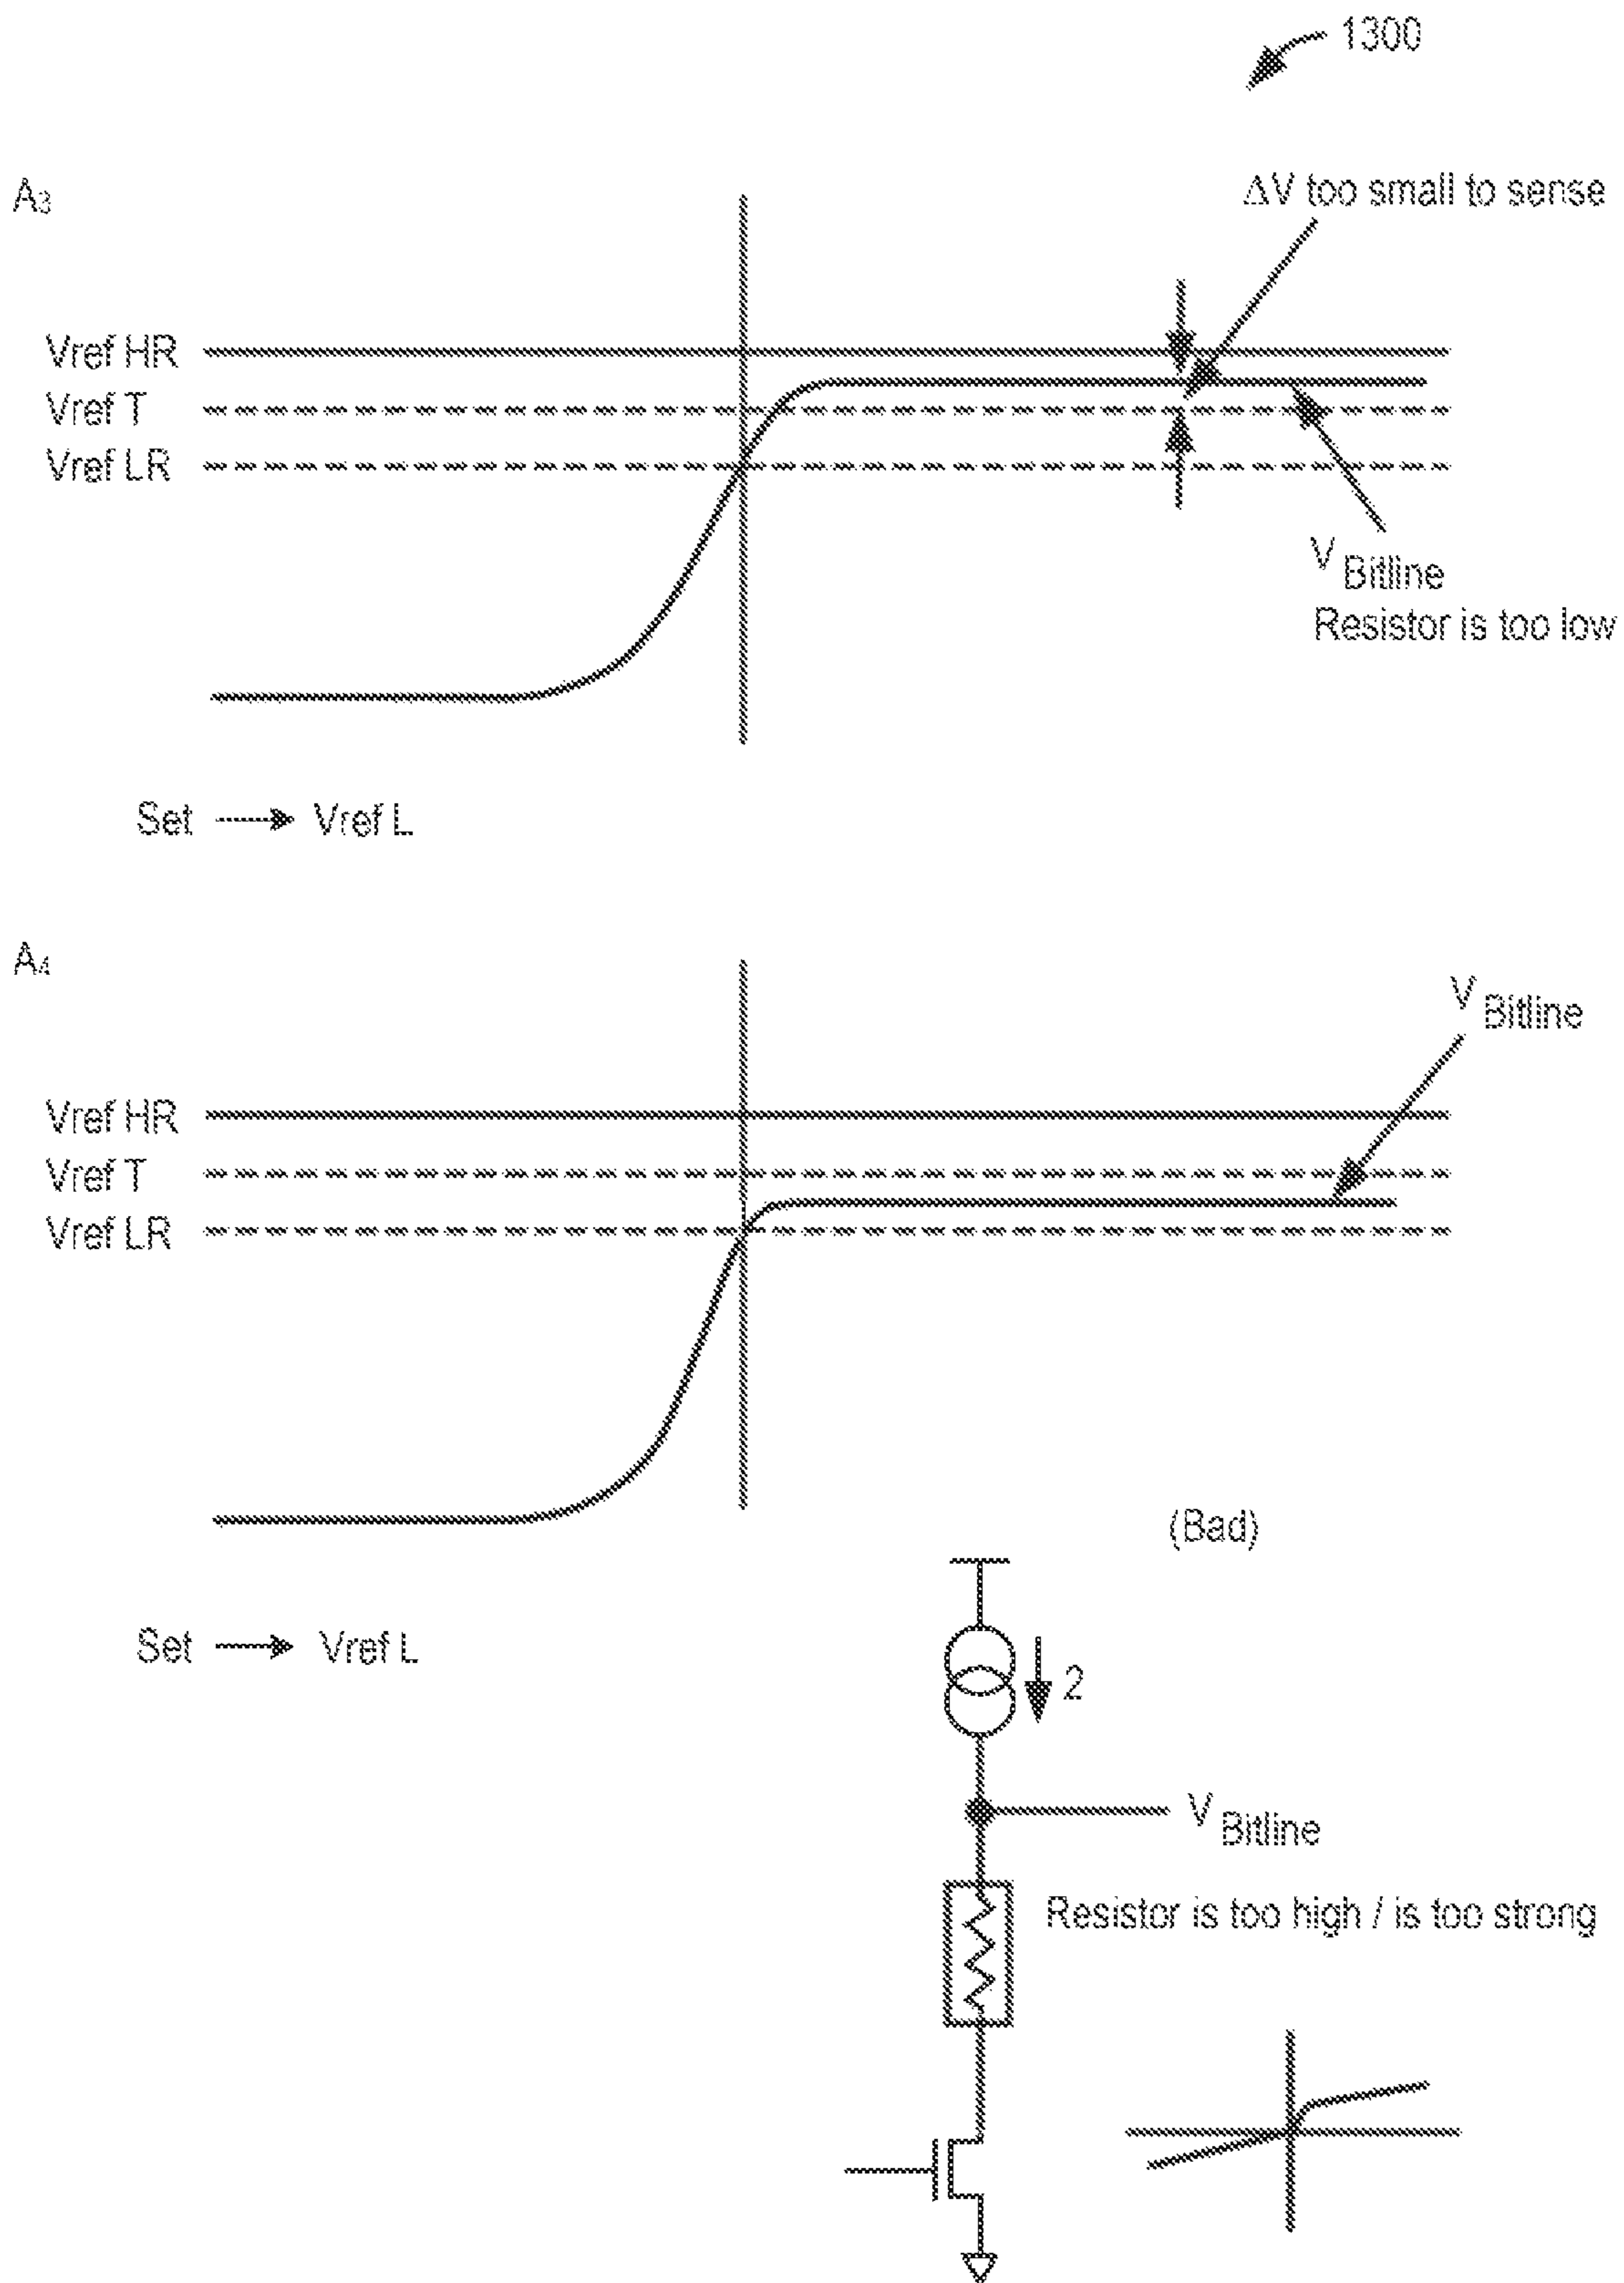 1300
A3
ΔV too small to sense
Vref HR
Vref T
Vref LR
V Bitline
Resistor is too low
Set Vref L
A4
V Bitline
Vref HR
Vref T
Vref LR
(Bad)
Set Vref L
2
V Bitline
Resistor is too high / is too strong